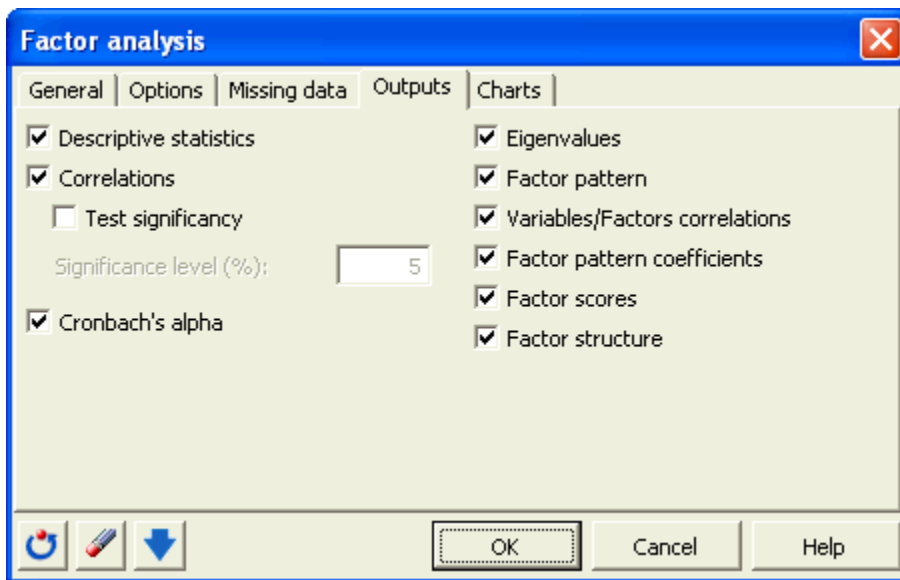 Factor analysis
General Options Missing data Outputs Charts
Descriptive statistics
Correlations
Test significancy
Significance level (%): 5
Cronbach's alpha
Eigenvalues
Factor pattern
Variables/Factors correlations
Factor pattern coefficients
Factor scores
Factor structure
OK Cancel Help